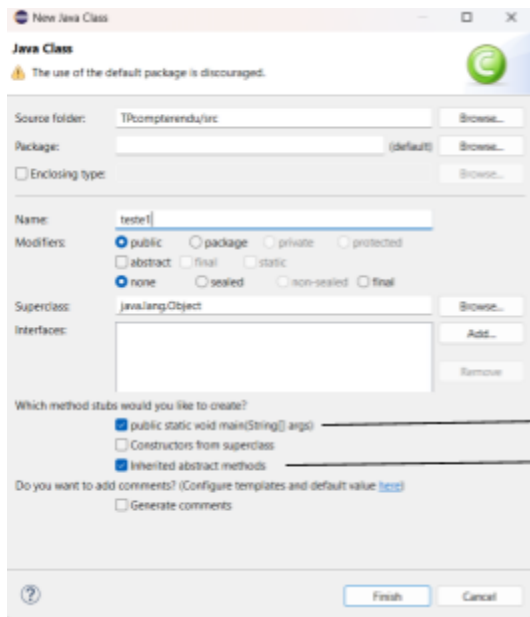 New Java Class
Java Class
The use of the default package is discouraged.
Source folder: TPcompterendu/src Browse...
Package: (default) Browse...
Enclosing type: Browse...
Name: teste1
Modifiers: public package private protected
abstract final static
none sealed non-sealed final
Superclass: java.lang.Object Browse...
Interfaces: Add...
Remove
Which method stubs would you like to create?
public static void main(String[] args)
Constructors from superclass
Inherited abstract methods
Do you want to add comments? (Configure templates and default value here)
Generate comments
? Finish Cancel